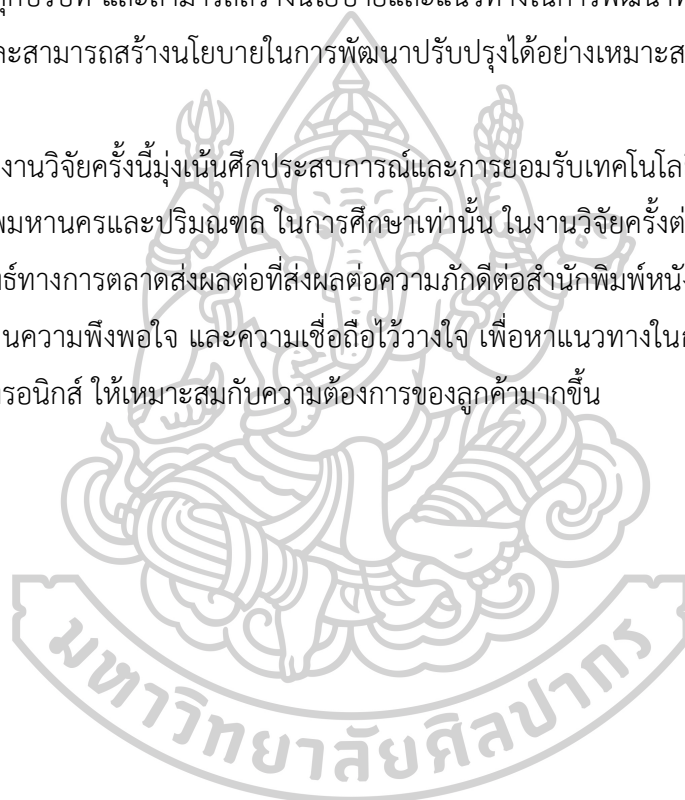 ทุกบริษัท และสามารถสร้างนโยบายและแนวทางในการพัฒนา
ละสามารถสร้างนโยบายในการพัฒนาปรับปรุงได้อย่างเหมาะส
งานวิจัยครั้งนี้มุ่งเน้นศึกประสบการณ์และการยอมรับเทคโนโล
พมหานครและปริมณฑล ในการศึกษาเท่านั้น ในงานวิจัยครั้งต่
ธ์ทางการตลาดส่งผลต่อที่ส่งผลต่อความภักดีต่อสำนักพิมพ์หนั
นความพึงพอใจ และความเชื่อถือไว้วางใจ เพื่อหาแนวทางใน
รอนิกส์ ให้เหมาะสมกับความต้องการของลูกค้ามากขึ้น
มหาวิทยาลัยศิลปากร